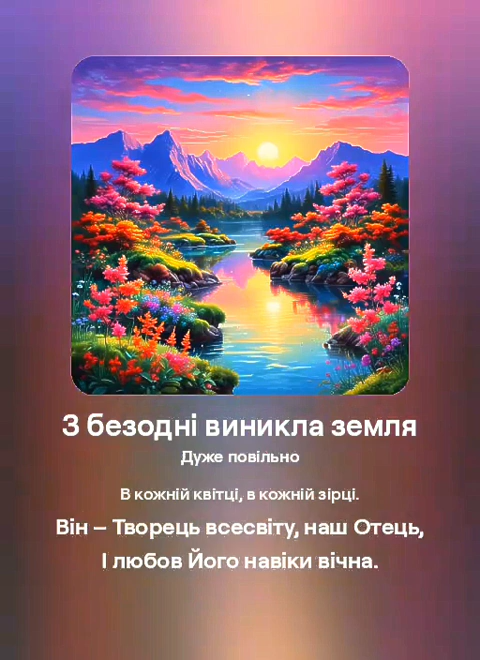 З безодні виникла земля
Дуже повільно
В кожній квітці, в кожній зірці.
Він – Творець всесвіту, наш Отець,
І любов Його навіки вічна.